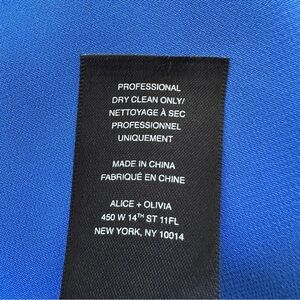 PROFESSIONAL
DRY CLEAN ONLY/
NETTOYAGE À SEC
PROFESSIONNEL
UNIQUEMENT
MADE IN CHINA
FABRIQUÉ EN CHINE
ALICE + OLIVIA
450 W 14TH ST 11FL
NEW YORK, NY 10014